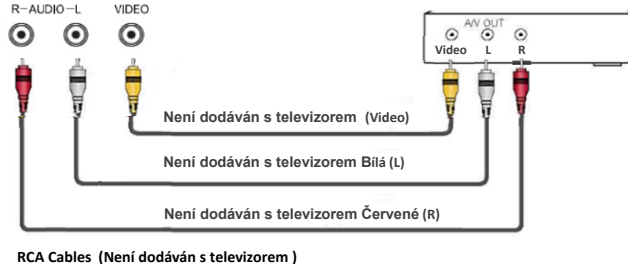 R-AUDIO-L VIDEO
A/V OUT
Video L R
Není dodáván s televizorem (Video)
Není dodáván s televizorem Bílá (L)
Není dodáván s televizorem Červené (R)
RCA Cables (Není dodáván s televizorem )